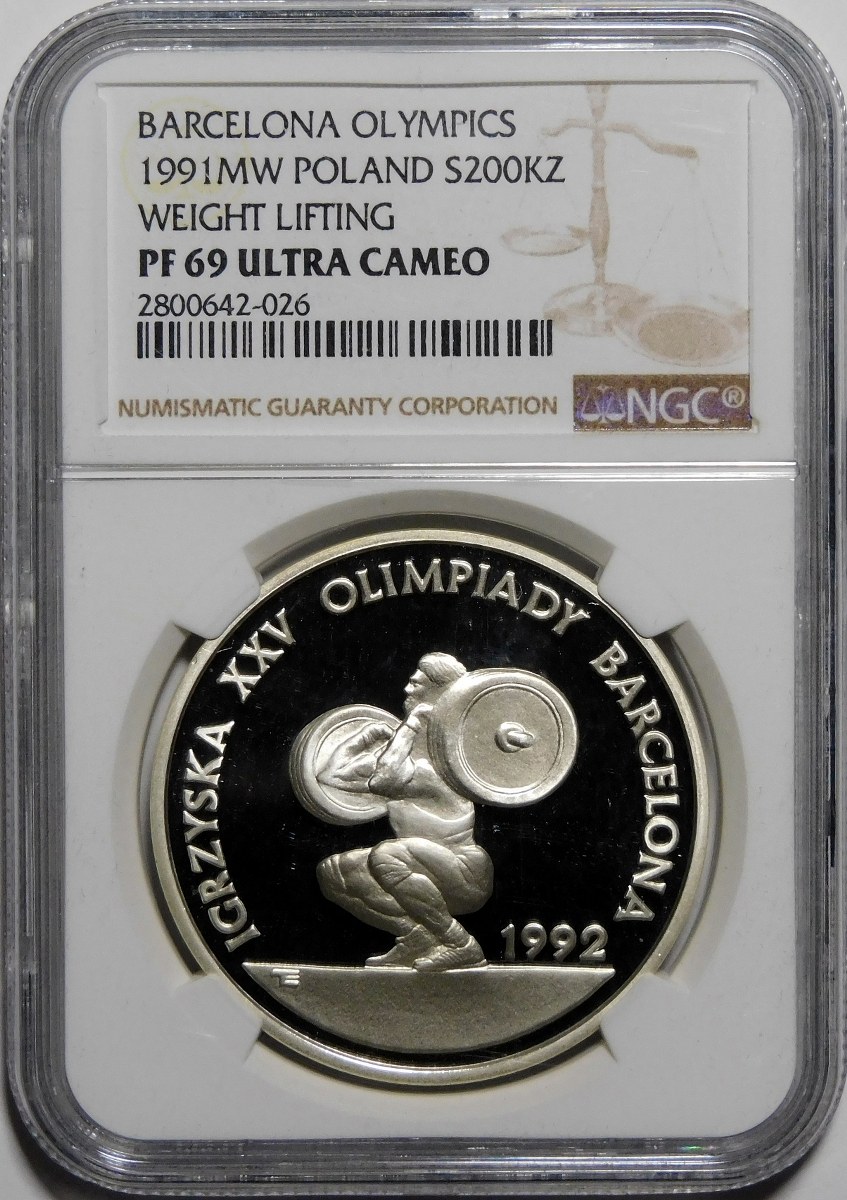 BARCELONA OLYMPICS
1991MW POLAND S200KZ
WEIGHT LIFTING
PF 69 ULTRA CAMEO
2800642-026
NUMISMATIC GUARANTY CORPORATION
NGC®
IGRZYSKA XXV OLIMPIADY BARCELONA
1992